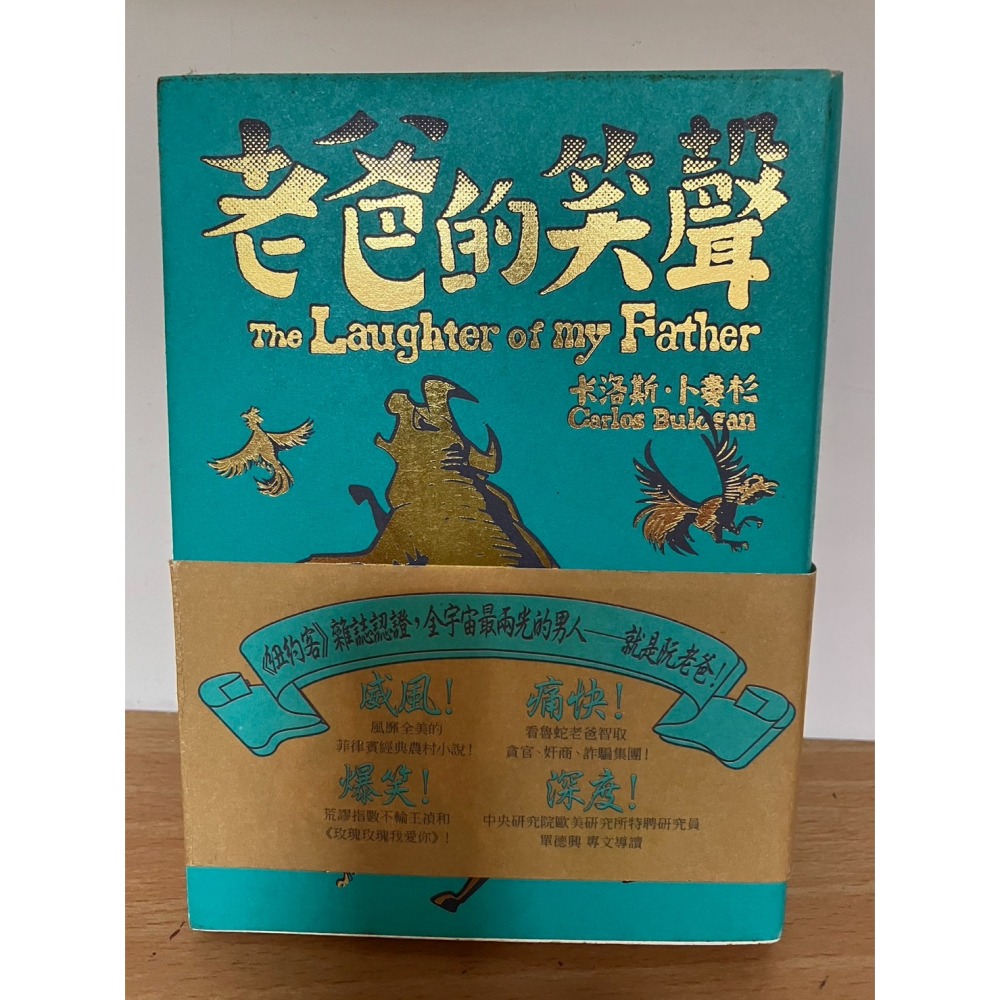 老爸的笑聲
The Laughter of my Father
卡洛斯·卜婁杉
Carlos Bulosan
《紐約客》雜誌認證，全宇宙最兩光的男人——就是阮老爸！
威風！
風靡全美的
菲律賓經典農村小說！
痛快！
看魯蛇老爸智取
貪官、奸商、詐騙集團！
爆笑！
荒謬指數不輸王禎和
《玫瑰玫瑰我愛你》！
深度！
中央研究院歐美研究所特聘研究員
單德興 專文導讀